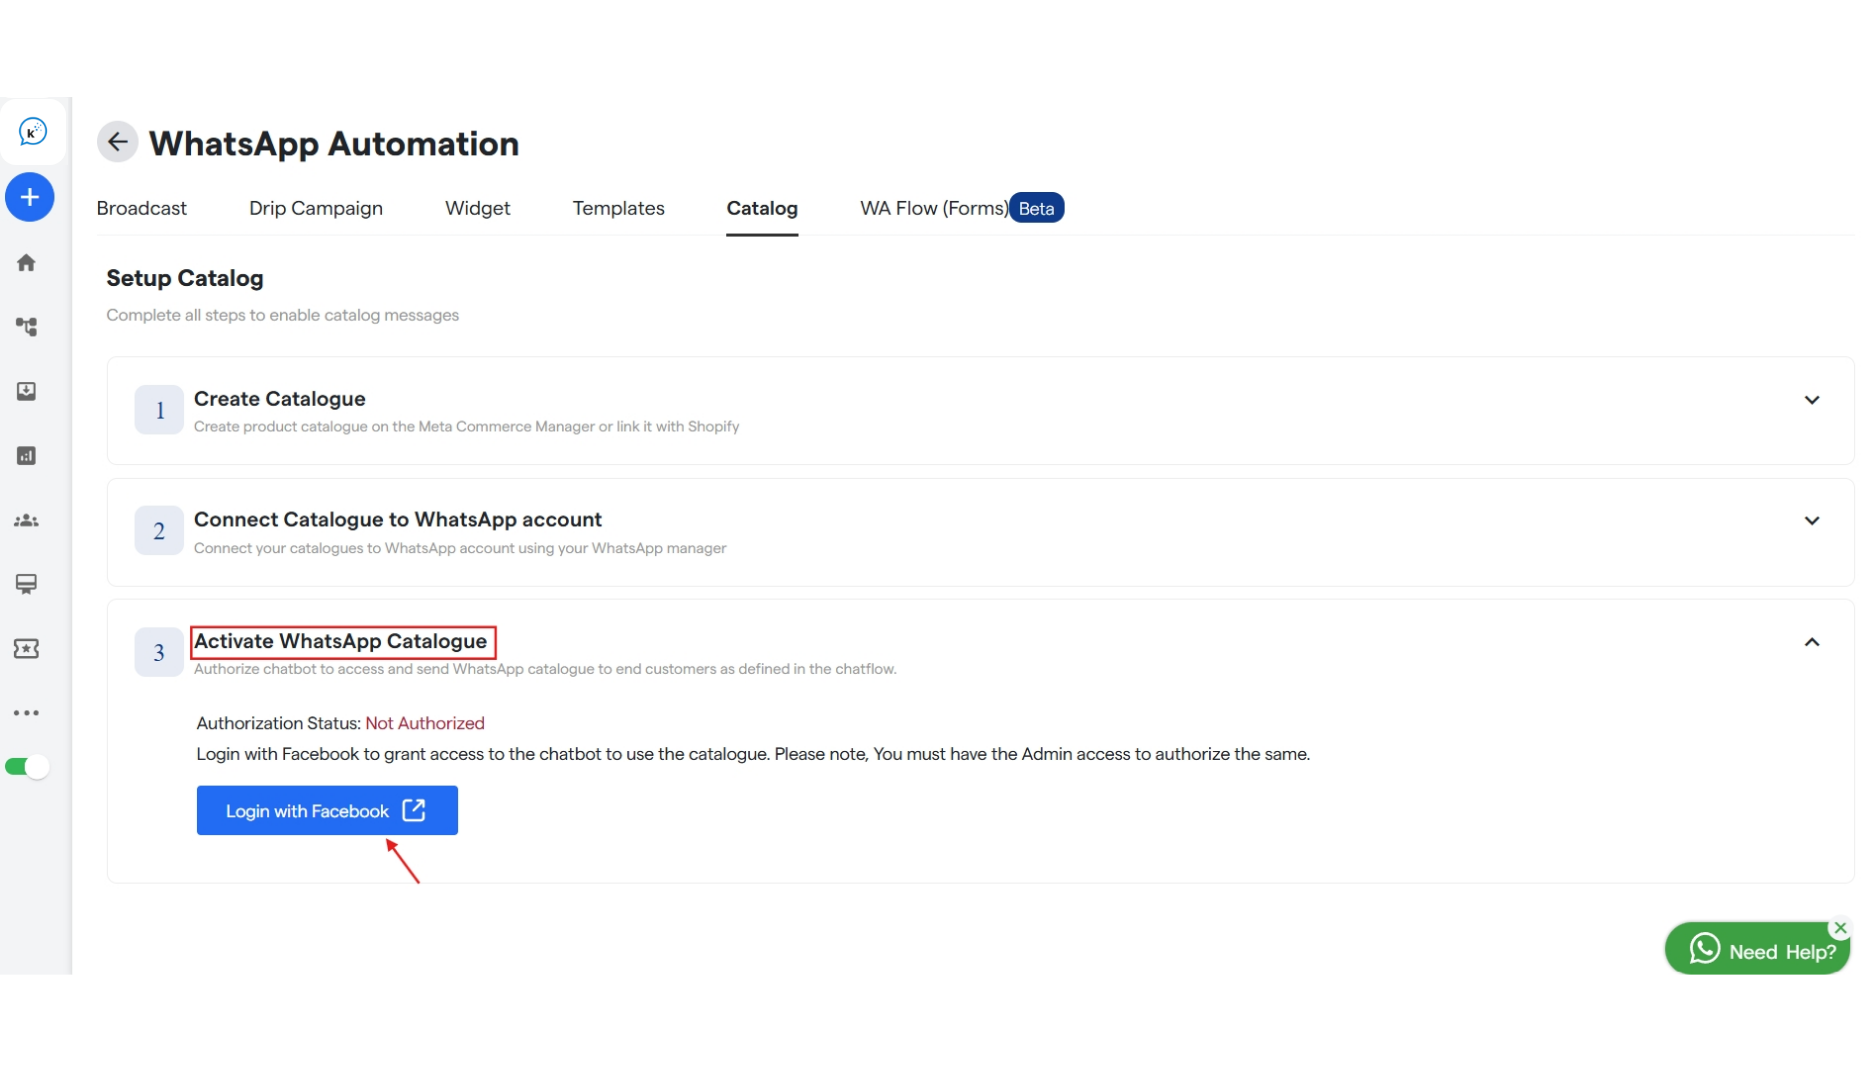 k
WhatsApp Automation
Broadcast Drip Campaign Widget Templates Catalog WA Flow (Forms) Beta
Setup Catalog
Complete all steps to enable catalog messages
1 Create Catalogue
Create product catalogue on the Meta Commerce Manager or link it with Shopify
2 Connect Catalogue to WhatsApp account
Connect your catalogues to WhatsApp account using your WhatsApp manager
3 Activate WhatsApp Catalogue
Authorize chatbot to access and send WhatsApp catalogue to end customers as defined in the chatflow.
Authorization Status: Not Authorized
Login with Facebook to grant access to the chatbot to use the catalogue. Please note, You must have the Admin access to authorize the same.
Login with Facebook
Need Help?